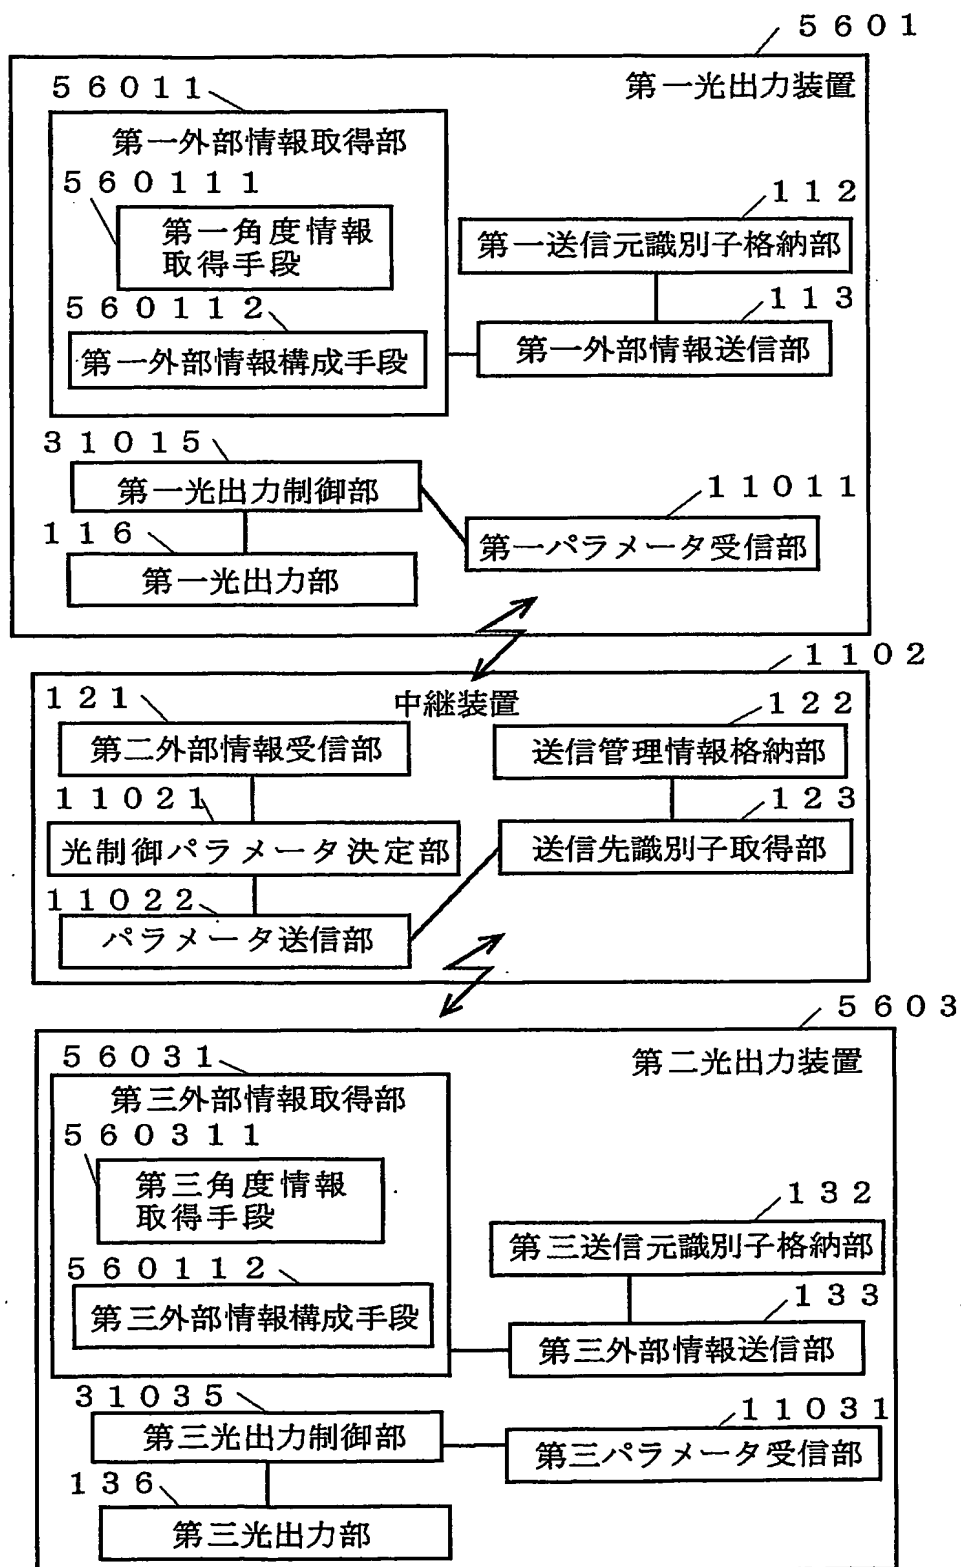 ５６０１
第一光出力装置
５６０１１
第一外部情報取得部
５６０１１１
第一角度情報
取得手段
１１２
第一送信元識別子格納部
５６０１１２
第一外部情報構成手段
１１３
第一外部情報送信部
３１０１５
第一光出力制御部
１１０１１
第一パラメータ受信部
１１６
第一光出力部
１１０２
中継装置
１２１
第二外部情報受信部
１２２
送信管理情報格納部
１１０２１
光制御パラメータ決定部
１２３
送信先識別子取得部
１１０２２
パラメータ送信部
５６０３
第二光出力装置
５６０３１
第三外部情報取得部
５６０３１１
第三角度情報
取得手段
１３２
第三送信元識別子格納部
５６０１１２
第三外部情報構成手段
１３３
第三外部情報送信部
３１０３５
第三光出力制御部
１１０３１
第三パラメータ受信部
１３６
第三光出力部